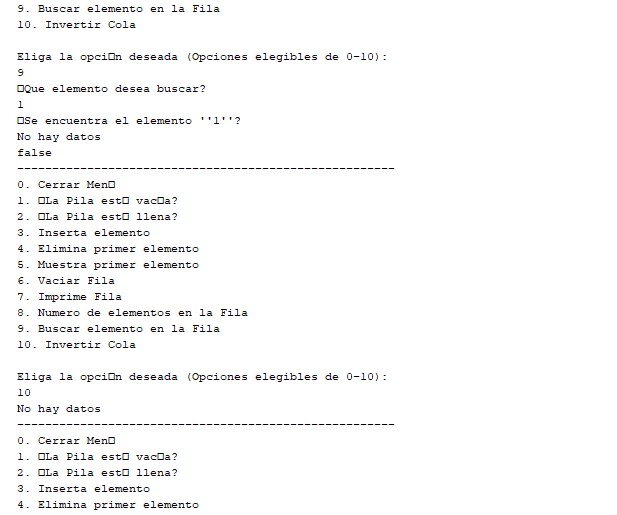 9. Buscar elemento en la Fila
10. Invertir Cola
Eliga la opci□n deseada (Opciones elegibles de 0-10):
9
□Que elemento desea buscar?
1
□Se encuentra el elemento ''1''?
No hay datos
false
------------------------------------------------------
0. Cerrar Men□
1. □La Pila est□ vac□a?
2. □La Pila est□ llena?
3. Inserta elemento
4. Elimina primer elemento
5. Muestra primer elemento
6. Vaciar Fila
7. Imprime Fila
8. Numero de elementos en la Fila
9. Buscar elemento en la Fila
10. Invertir Cola
Eliga la opci□n deseada (Opciones elegibles de 0-10):
10
No hay datos
------------------------------------------------------
0. Cerrar Men□
1. □La Pila est□ vac□a?
2. □La Pila est□ llena?
3. Inserta elemento
4. Elimina primer elemento